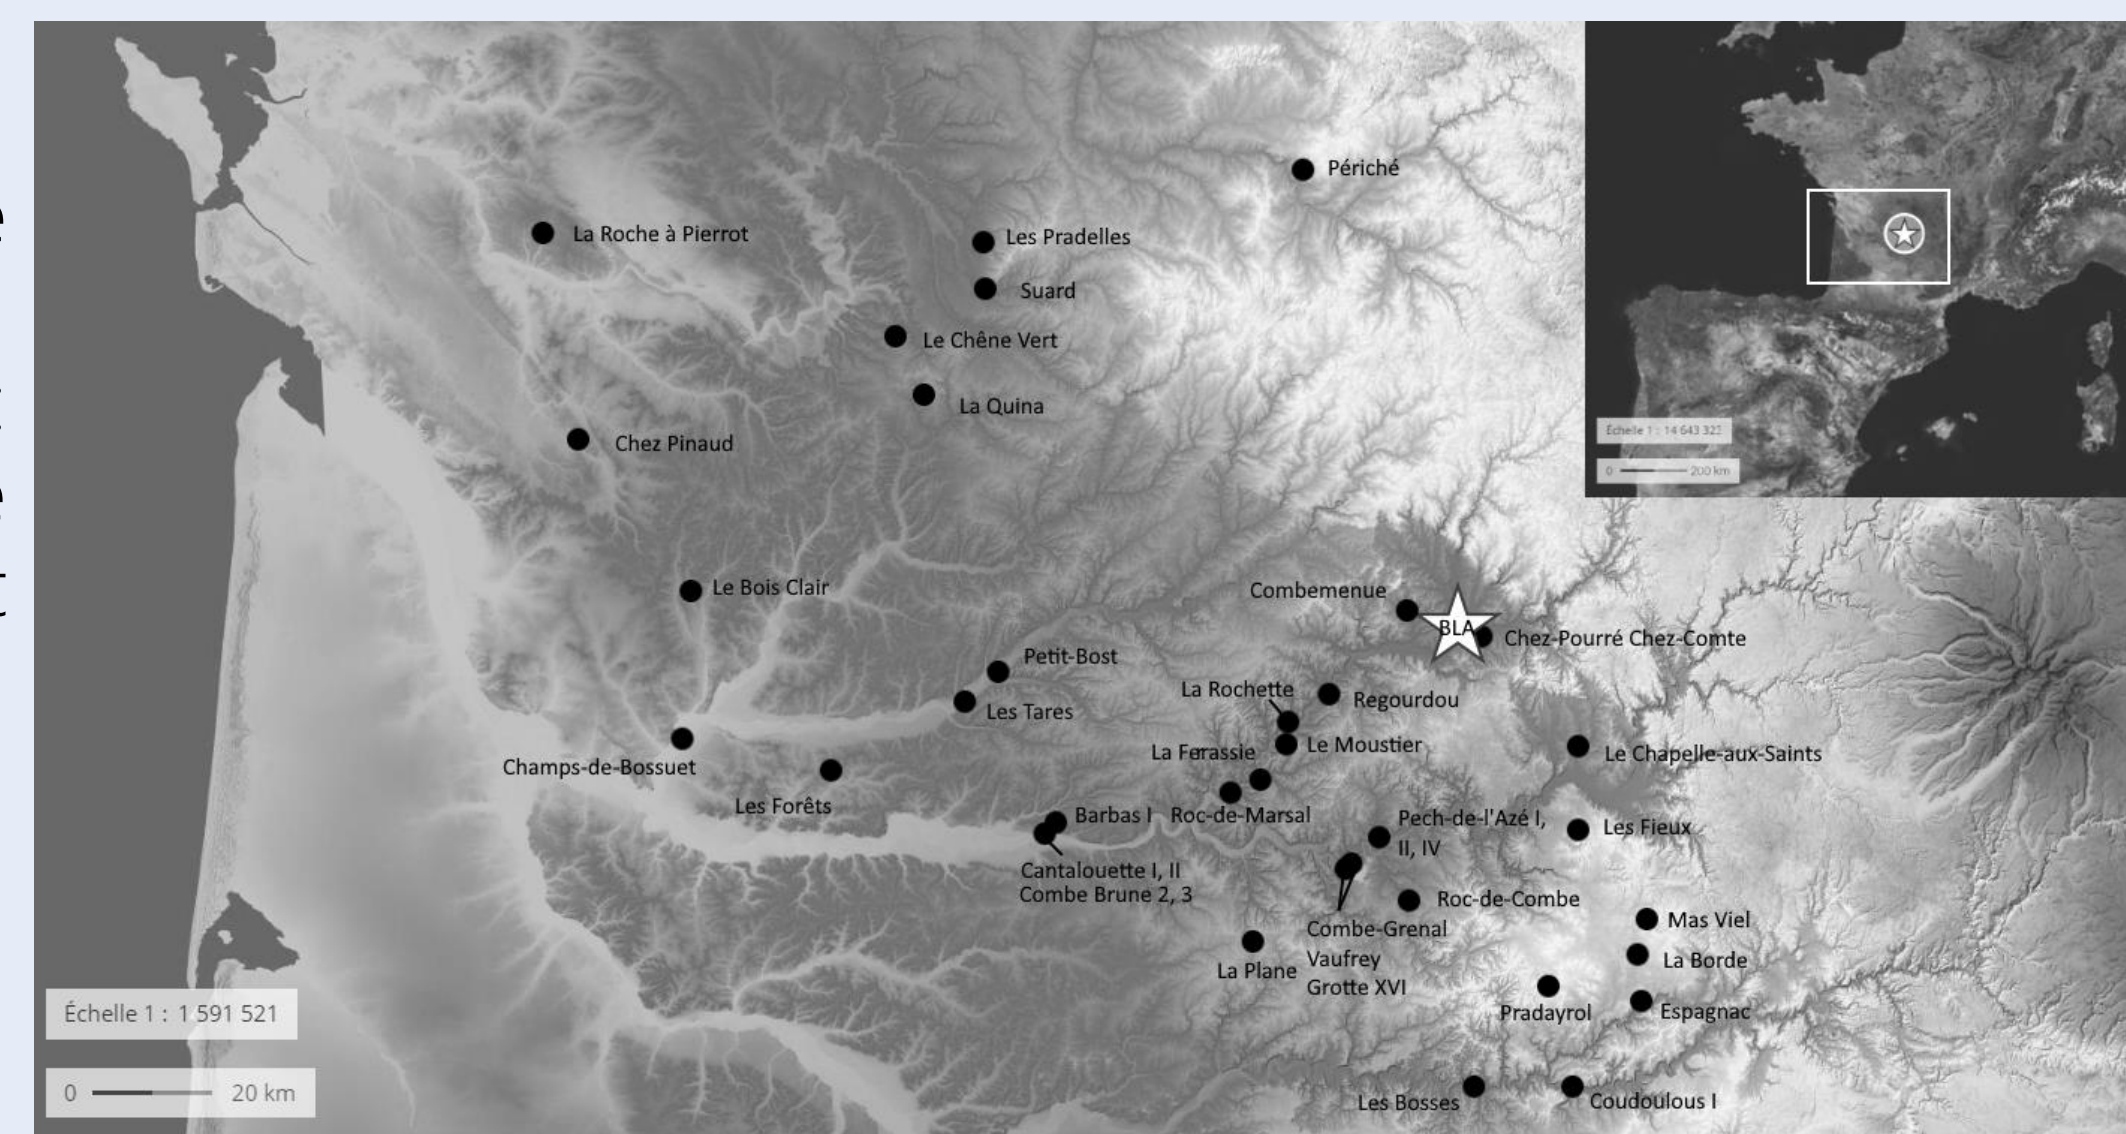 Périché
La Roche à Pierrot
Les Pradelles
Suard
Le Chêne Vert
La Quina
Chez Pinaud
Échelle 1 : 14 643 323
0 200 km
Le Bois Clair
Combemenue
BLA
Chez-Pourré Chez-Comte
Petit-Bost
Les Tares
La Rochette
Regourdou
Champs-de-Bossuet
La Ferassie
Le Moustier
Le Chapelle-aux-Saints
Les Forêts
Barbas I
Roc-de-Marsal
Pech-de-l'Azé I,
II, IV
Les Fieux
Cantalouette I, II
Combe Brune 2, 3
Roc-de-Combe
Combe-Grenal
Vaufrey
Grotte XVI
Mas Viel
La Plane
La Borde
Pradayrol
Espagnac
Échelle 1 : 1 591 521
0 20 km
Les Bosses
Coudoulous I